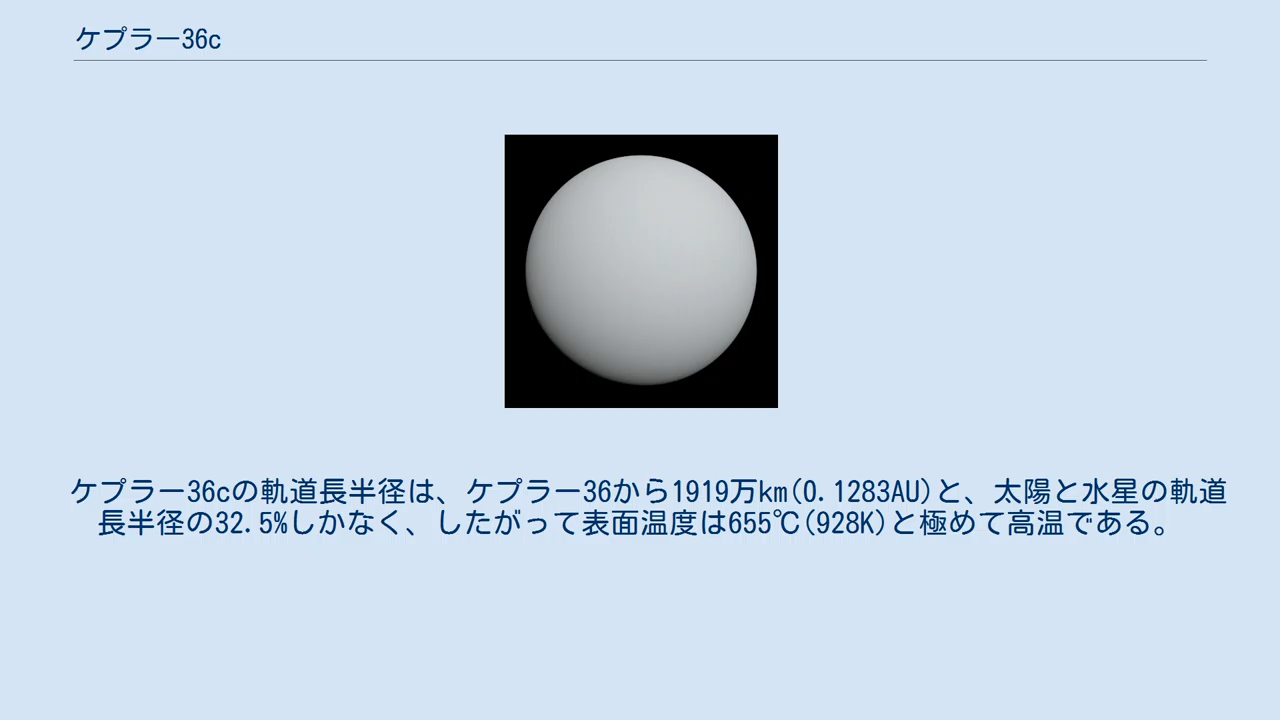 ケプラー36c
ケプラー36cの軌道長半径は、ケプラー36から1919万km(0.1283AU)と、太陽と水星の軌道
長半径の32.5%しかなく、したがって表面温度は655℃(928K)と極めて高温である。